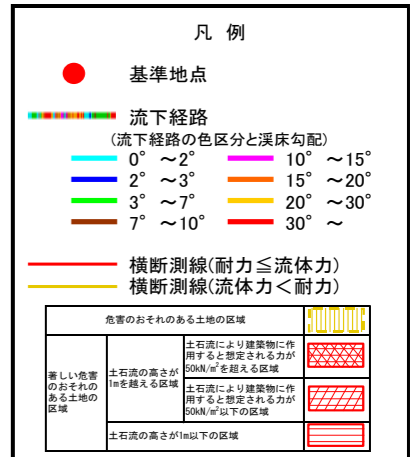 凡 例
基準地点
流下経路
(流下経路の色区分と渓床勾配)
0° ～2° 10° ～15°
2° ～3° 15° ～20°
3° ～7° 20° ～30°
7° ～10° 30° ～
横断測線(耐力≦流体力)
横断測線(流体力＜耐力)
危害のおそれのある土地の区域
著しい危害
のおそれの
ある土地の
区域
土石流の高さが
1mを越える区域
土石流により建築物に作
用すると想定される力が
50kN/m²を超える区域
土石流により建築物に作
用すると想定される力が
50kN/m²以下の区域
土石流の高さが1m以下の区域